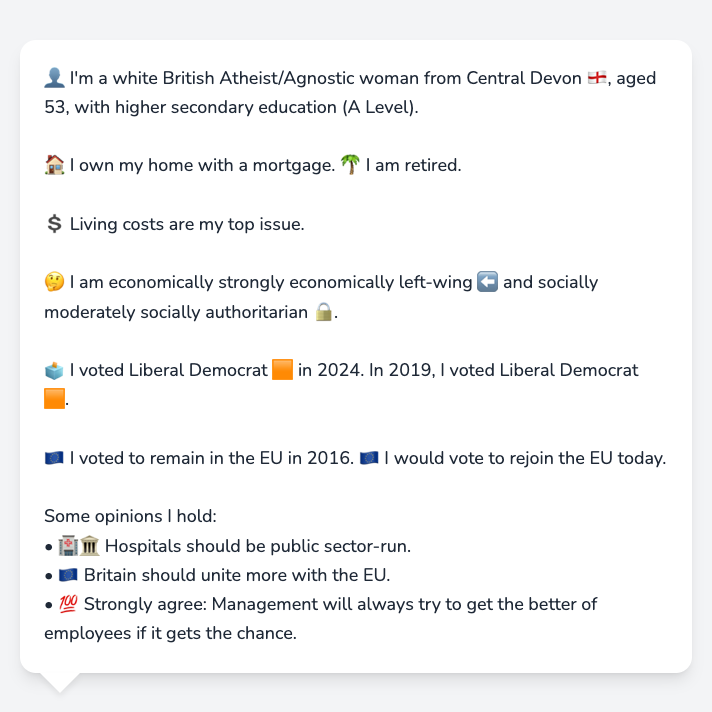 👤 I'm a white British Atheist/Agnostic woman from Central Devon 🏴󠁧󠁢󠁥󠁮󠁧󠁿, aged
53, with higher secondary education (A Level).
🏠 I own my home with a mortgage. 🌴 I am retired.
💲 Living costs are my top issue.
🤔 I am economically strongly economically left-wing ⬅️ and socially
moderately socially authoritarian 🔒.
🗳️ I voted Liberal Democrat 🟧 in 2024. In 2019, I voted Liberal Democrat
🟧.
🇪🇺 I voted to remain in the EU in 2016. 🇪🇺 I would vote to rejoin the EU today.
Some opinions I hold:
• 🏥🏛️ Hospitals should be public sector-run.
• 🇪🇺 Britain should unite more with the EU.
• 💯 Strongly agree: Management will always try to get the better of
employees if it gets the chance.